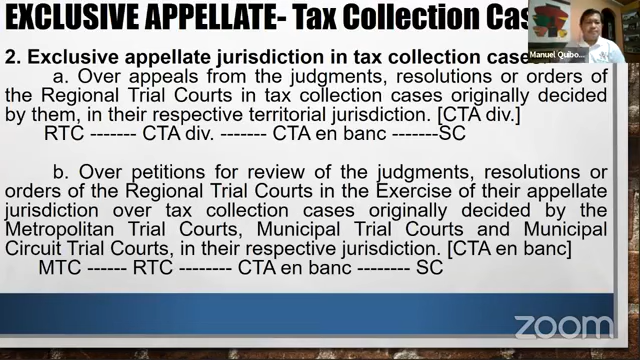 EXCLUSIVE APPELLATE- Tax Collection Cas
Manuel Quibo...
2. Exclusive appellate jurisdiction in tax collection case
a. Over appeals from the judgments, resolutions or orders of
the Regional Trial Courts in tax collection cases originally decided
by them, in their respective territorial jurisdiction. [CTA div.]
RTC ------- CTA div. ------- CTA en banc -------SC
b. Over petitions for review of the judgments, resolutions or
orders of the Regional Trial Courts in the Exercise of their appellate
jurisdiction over tax collection cases originally decided by the
Metropolitan Trial Courts, Municipal Trial Courts and Municipal
Circuit Trial Courts, in their respective jurisdiction. [CTA en banc]
MTC ------ RTC -------- CTA en banc -------- SC
zoom